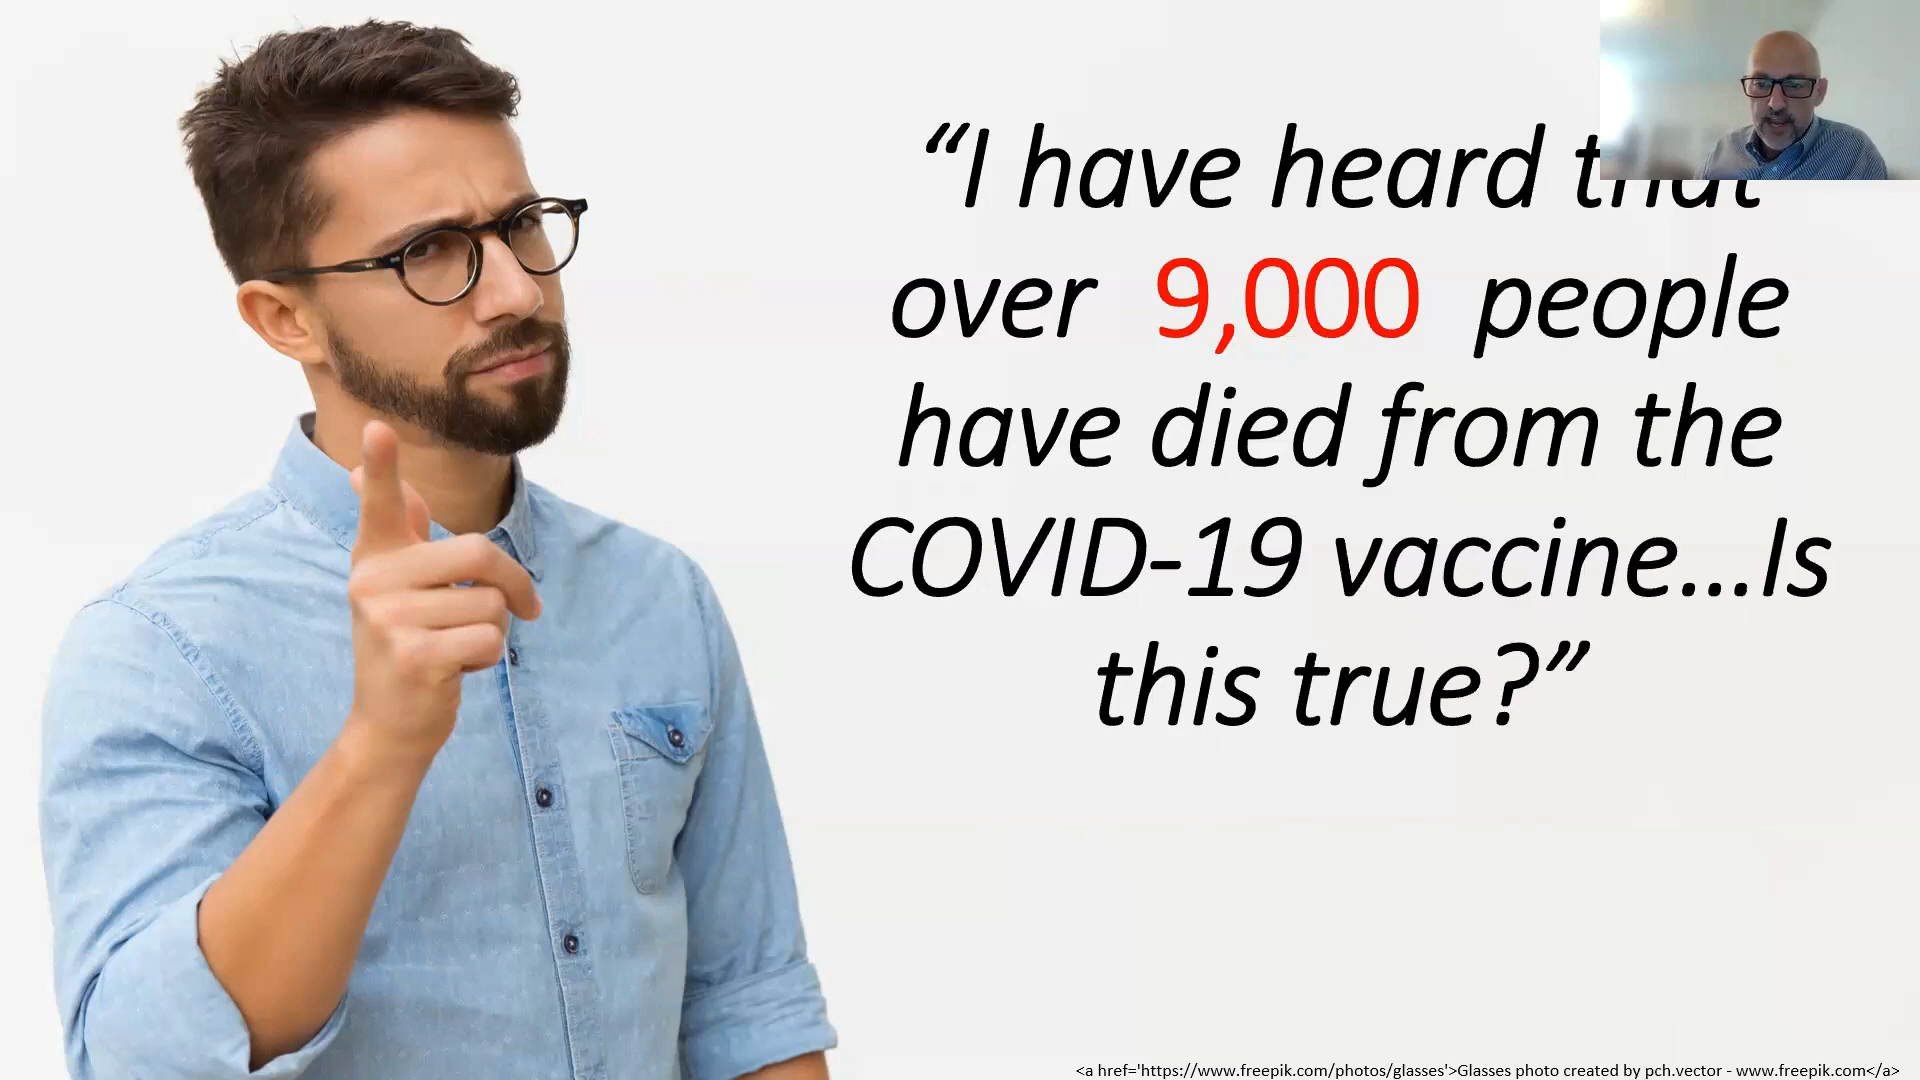 “I have heard that
over 9,000 people
have died from the
COVID-19 vaccine...Is
this true?”
<a href='https://www.freepik.com/photos/glasses'>Glasses photo created by pch.vector - www.freepik.com</a>